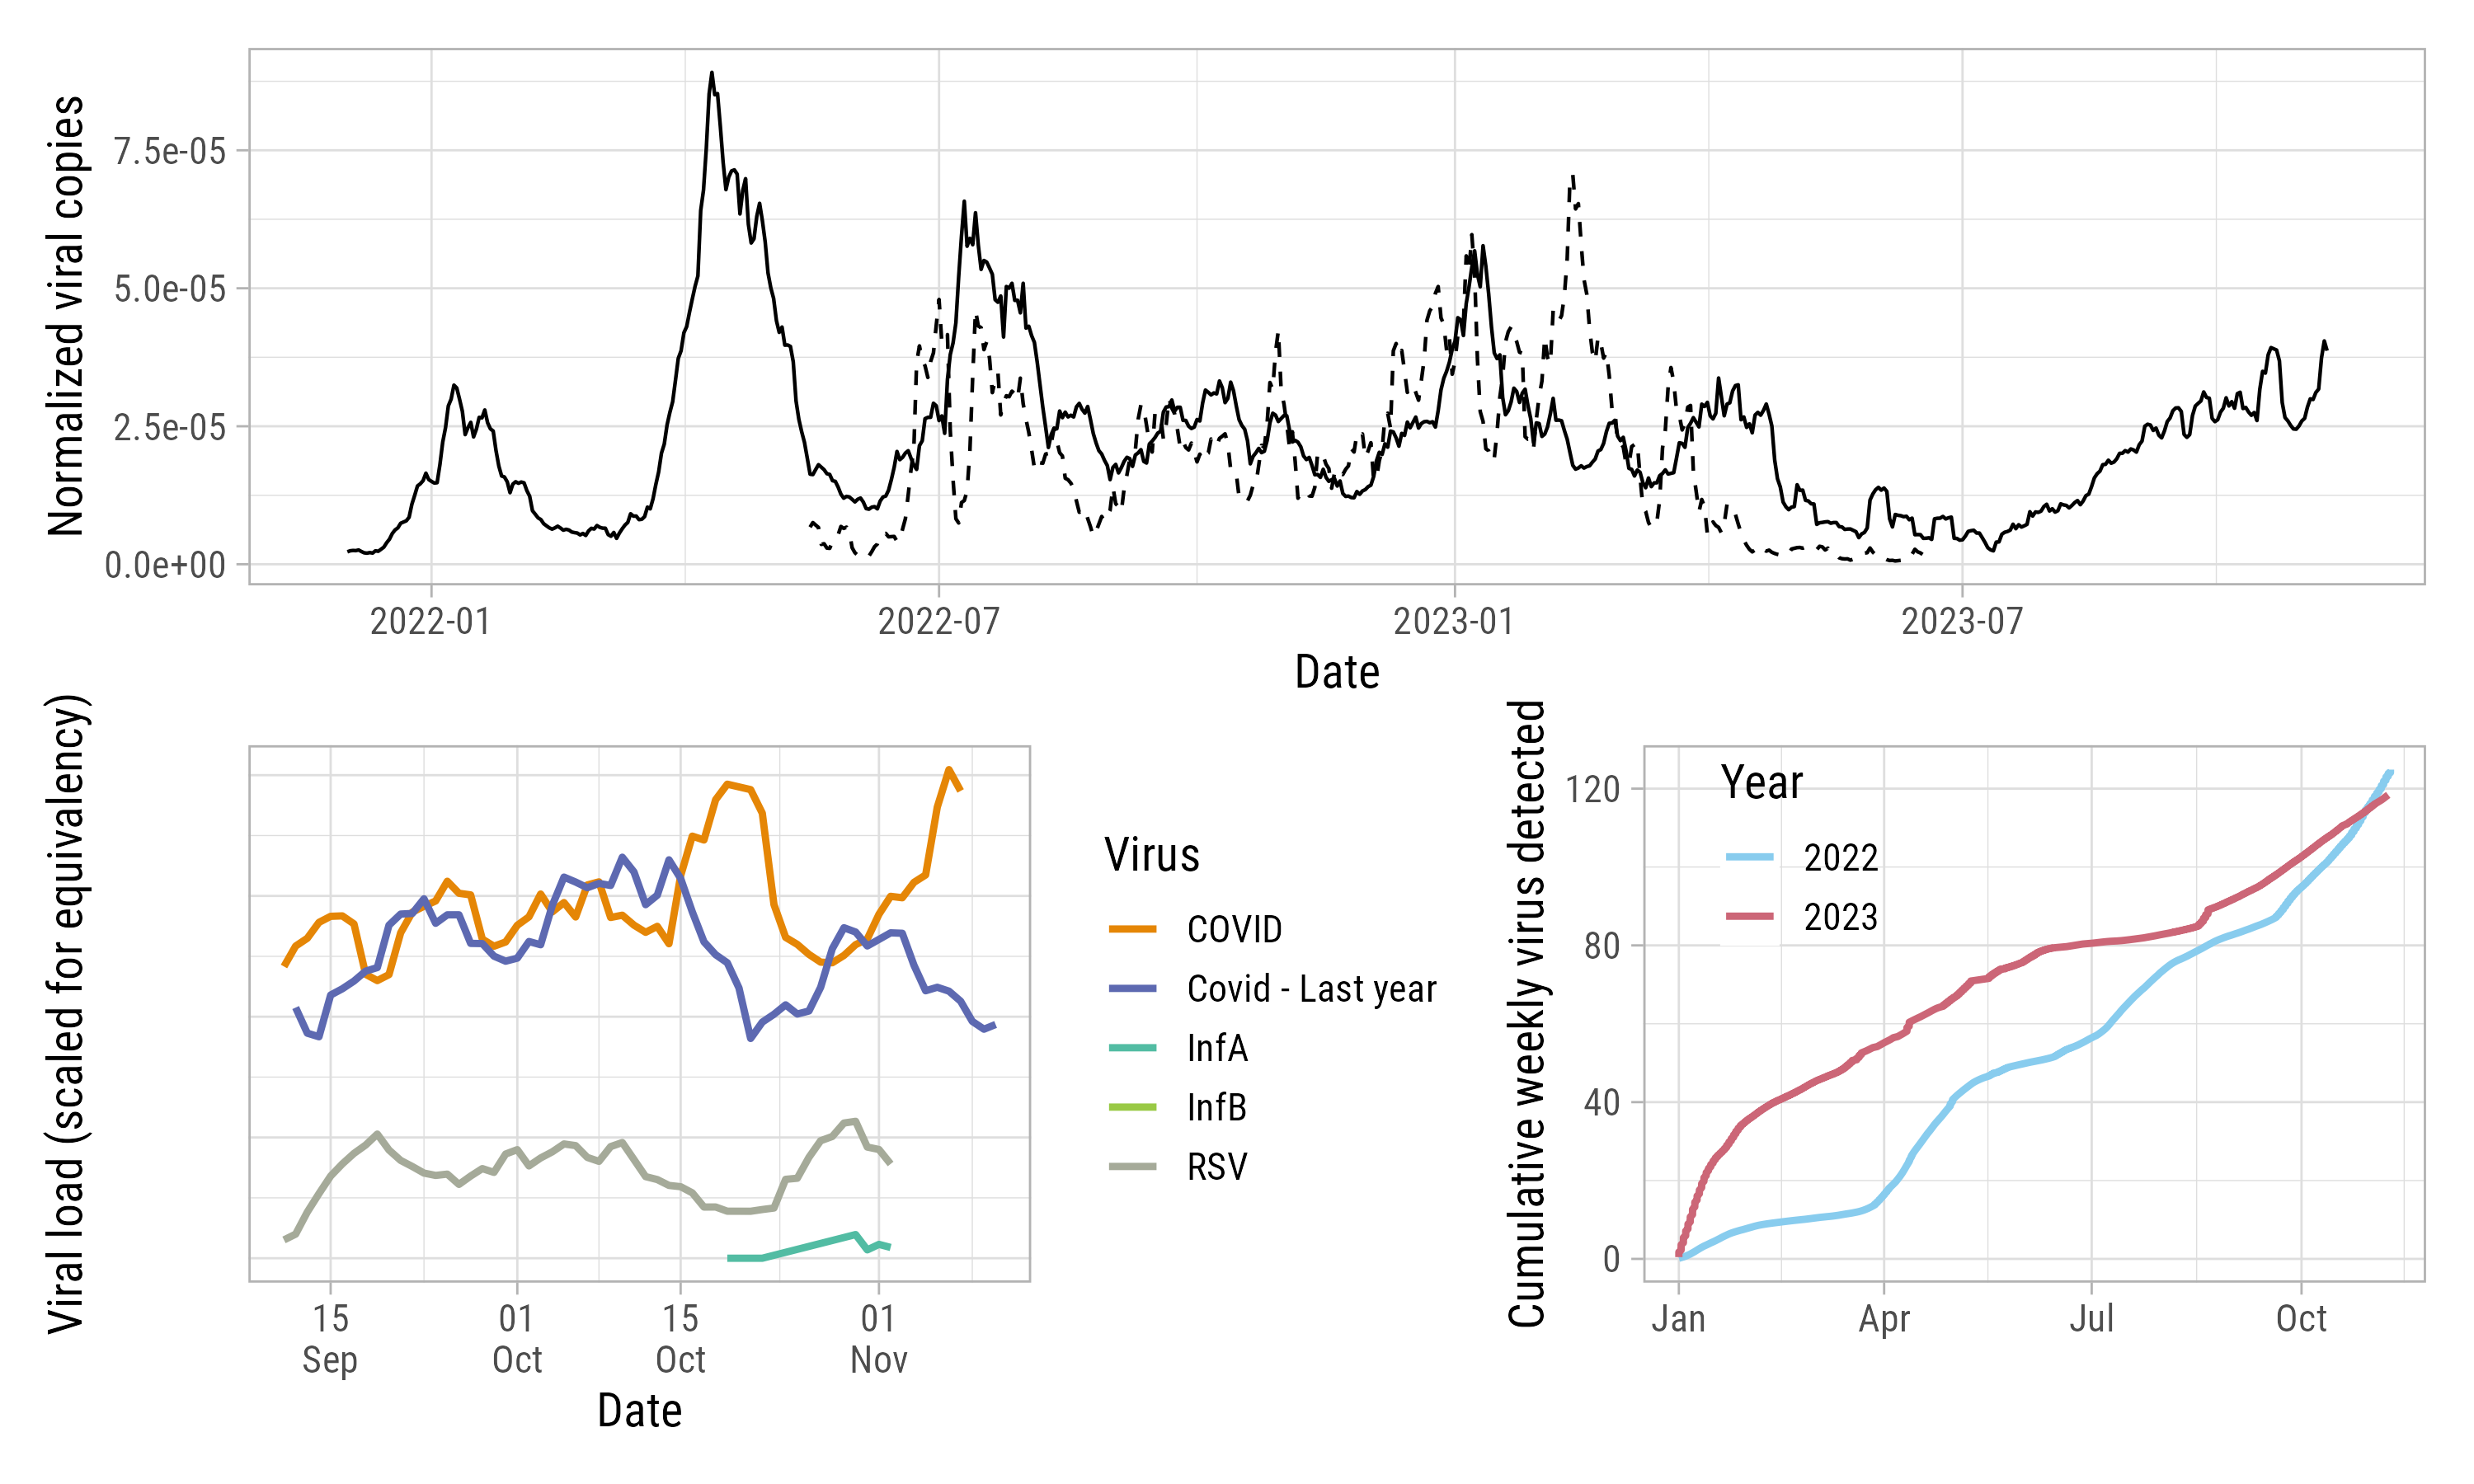 Normalized viral copies
7.5e-05
5.0e-05
2.5e-05
0.0e+00
2022-01
2022-07
2023-01
2023-07
Date
Viral load (scaled for equivalency)
15
Sep
01
Oct
15
Oct
01
Nov
Date
Virus
COVID
Covid - Last year
InfA
InfB
RSV
Cumulative weekly virus detected
120
80
40
0
Year
2022
2023
Jan
Apr
Jul
Oct